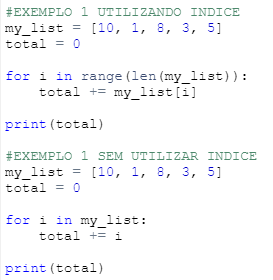 #EXEMPLO 1 UTILIZANDO INDICE
my_list = [10, 1, 8, 3, 5]
total = 0
for i in range(len(my_list)):
    total += my_list[i]
print(total)
#EXEMPLO 1 SEM UTILIZAR INDICE
my_list = [10, 1, 8, 3, 5]
total = 0
for i in my_list:
    total += i
print(total)